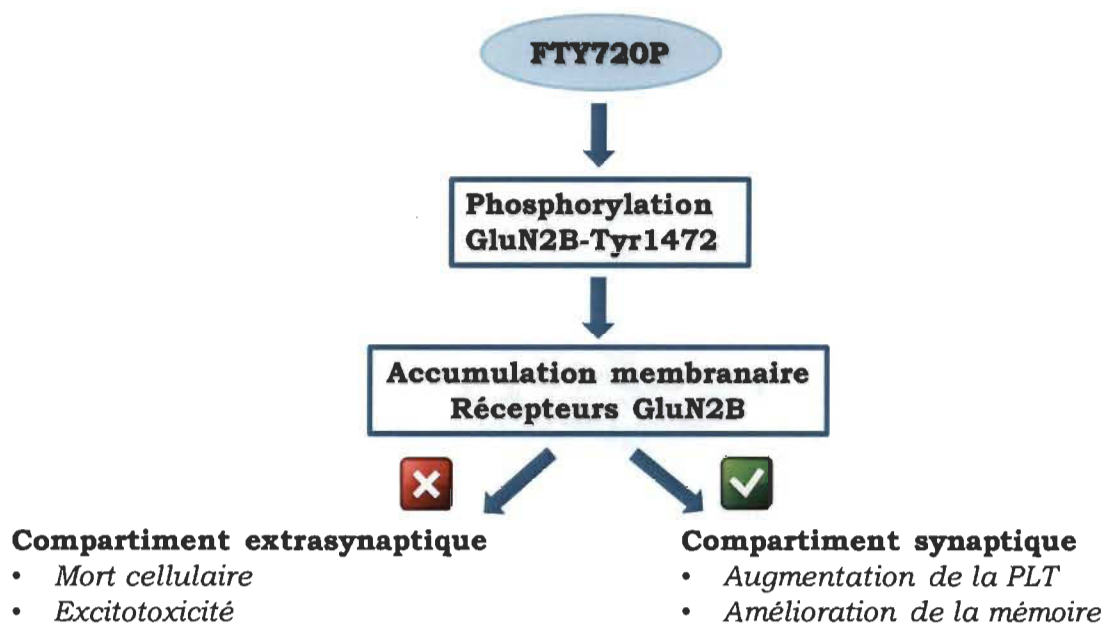 FTY720P
Phosphorylation
GluN2B-Tyr1472
Accumulation membranaire
Récepteurs GluN2B
Compartiment extrasynaptique
• Mort cellulaire
• Excitotoxicité
Compartiment synaptique
• Augmentation de la PLT
• Amélioration de la mémoire